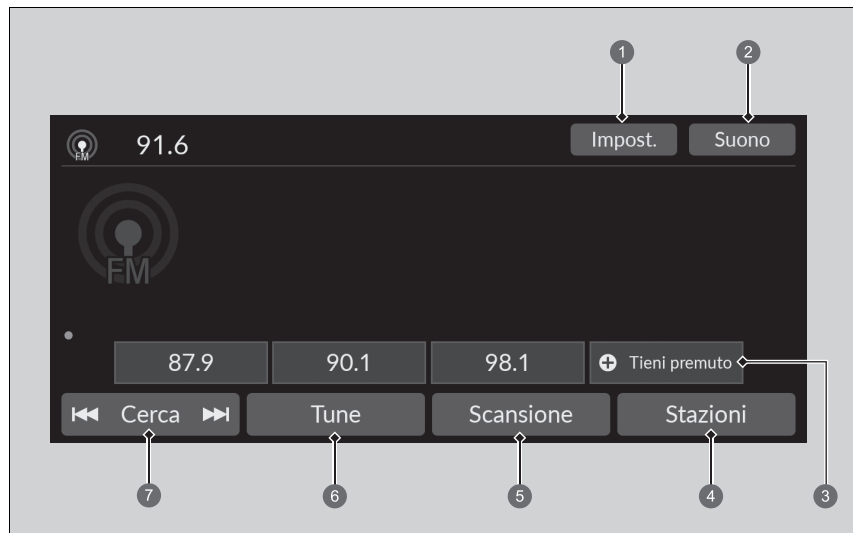 1 2
FM 91.6 Impost. Suono
FM
87.9 90.1 98.1 Tieni premuto
Cerca Tune Scansione Stazioni
7 6 5 4 3